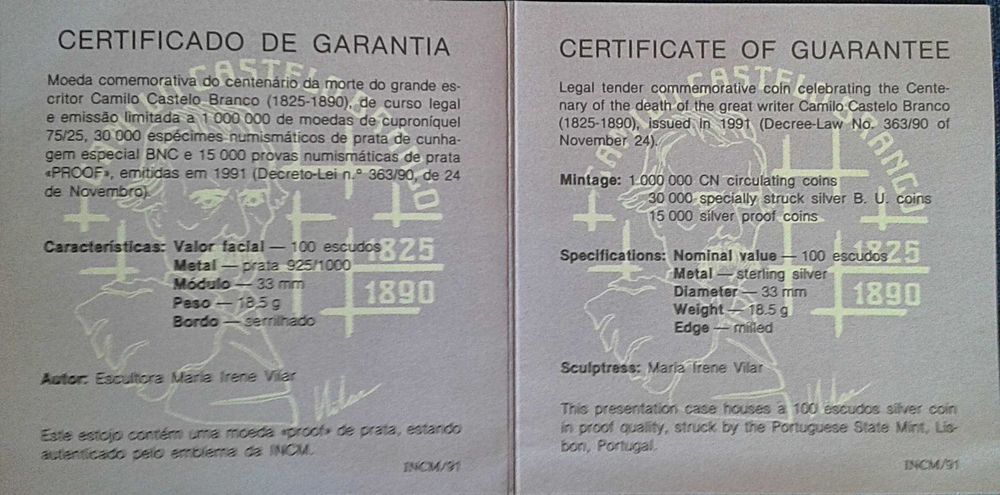 CERTIFICADO DE GARANTIA
Moeda comemorativa do centenário da morte do grande es-
critor Camilo Castelo Branco (1825-1890), de curso legal
e emissão limitada a 1 000 000 de moedas de cuproníquel
75/25, 30 000 espécimes numismáticos de prata de cunha-
gem especial BNC e 15 000 provas numismáticas de prata
«PROOF», emitidas em 1991 (Decreto-Lei n.º 363/90, de 24
de Novembro).
Características: Valor facial — 100 escudos
Metal — prata 925/1000
Módulo — 33 mm
Peso — 18.5 g
Bordo — serrilhado
Autor: Escultora Maria Irene Vilar
Este estojo contém uma moeda «proof» de prata, estando
autenticado pelo emblema da INCM.
INCM/91
CAMILO CASTELO BRANCO
1825
1890
Vilar
CERTIFICATE OF GUARANTEE
Legal tender commemorative coin celebrating the Cente-
nary of the death of the great writer Camilo Castelo Branco
(1825-1890), issued in 1991 (Decree-Law No. 363/90 of
November 24).
Mintage: 1.000 000 CN circulating coins
30 000 specially struck silver B. U. coins
15 000 silver proof coins
Specifications: Nominal value — 100 escudos
Metal — sterling silver
Diameter — 33 mm
Weight — 18.5 g
Edge — milled
Sculptress: Maria Irene Vilar
This presentation case houses a 100 escudos silver coin
in proof quality, struck by the Portuguese State Mint, Lis-
bon, Portugal.
INCM/91
CAMILO CASTELO BRANCO
1825
1890
Vilar